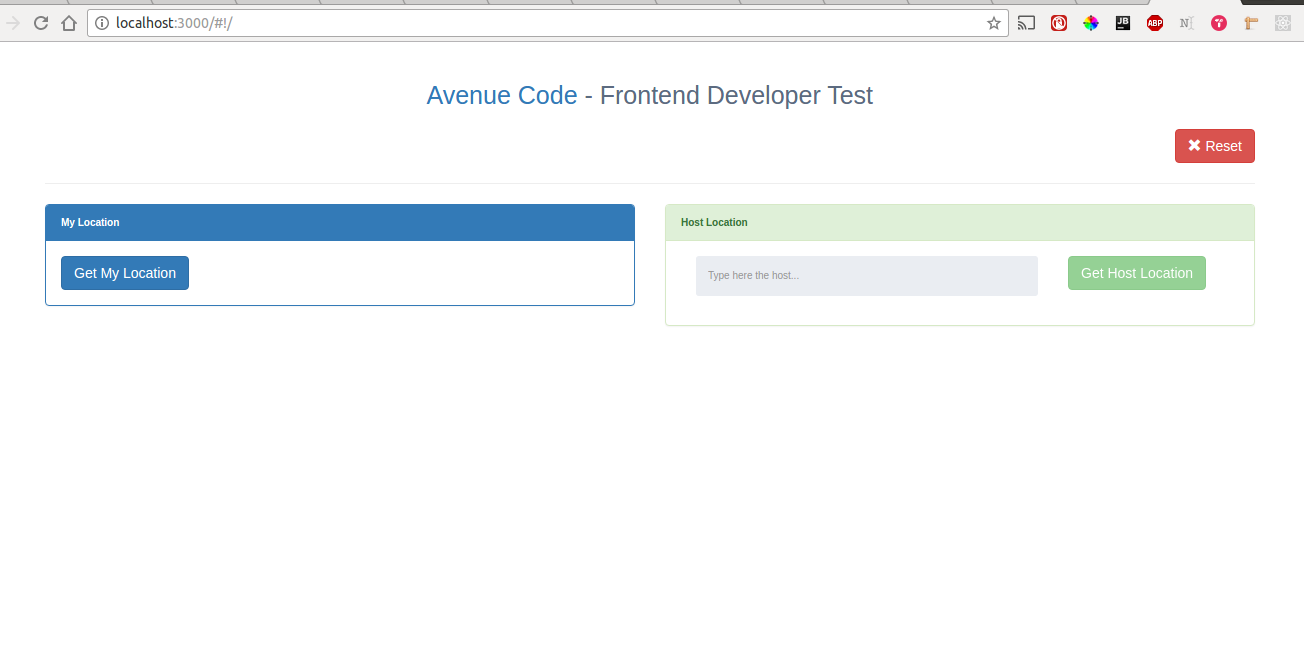 localhost:3000/#!/
JB
ABP
N
Avenue Code - Frontend Developer Test
Reset
My Location
Host Location
Get My Location
Type here the host...
Get Host Location